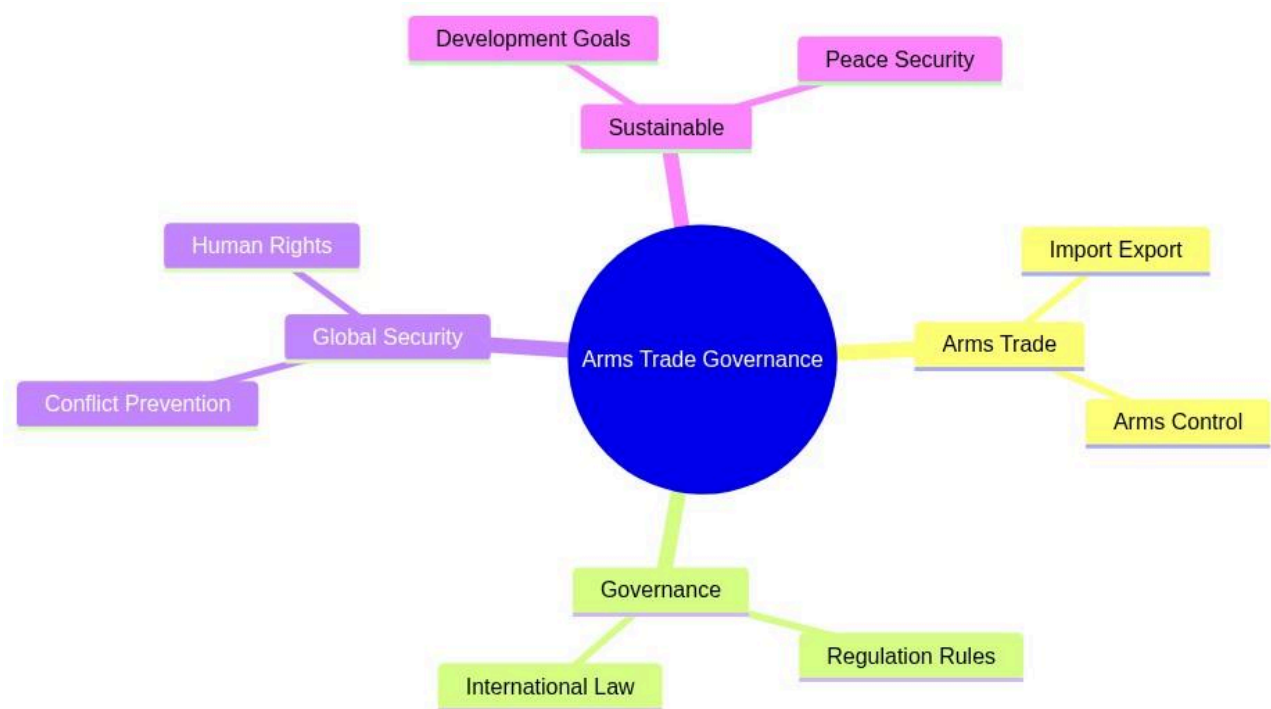 Development Goals
Peace Security
Sustainable
Human Rights
Import Export
Global Security
Arms Trade Governance
Arms Trade
Conflict Prevention
Arms Control
Governance
Regulation Rules
International Law